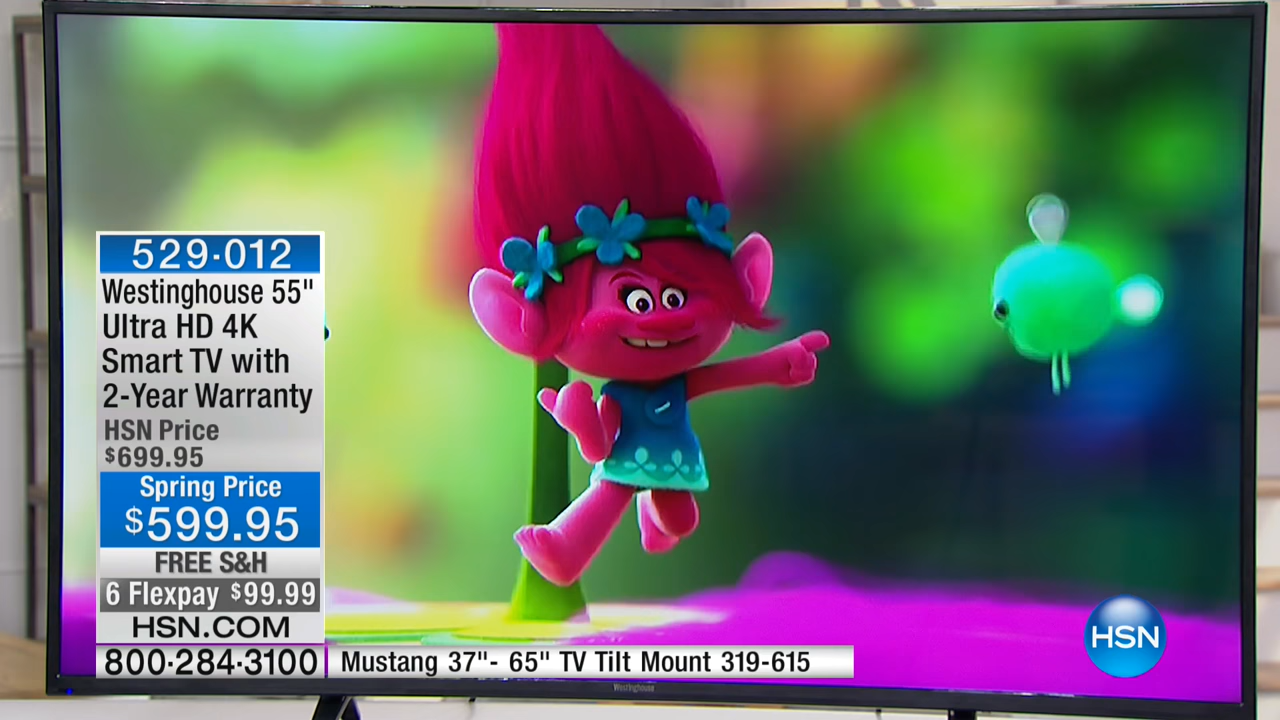 529·012
Westinghouse 55"
Ultra HD 4K
Smart TV with
2-Year Warranty
HSN Price
$699.95
Spring Price
$599.95
FREE S&H
6 Flexpay $99.99
HSN.COM
800·284·3100
Mustang 37"- 65" TV Tilt Mount 319-615
HSN
Westinghouse